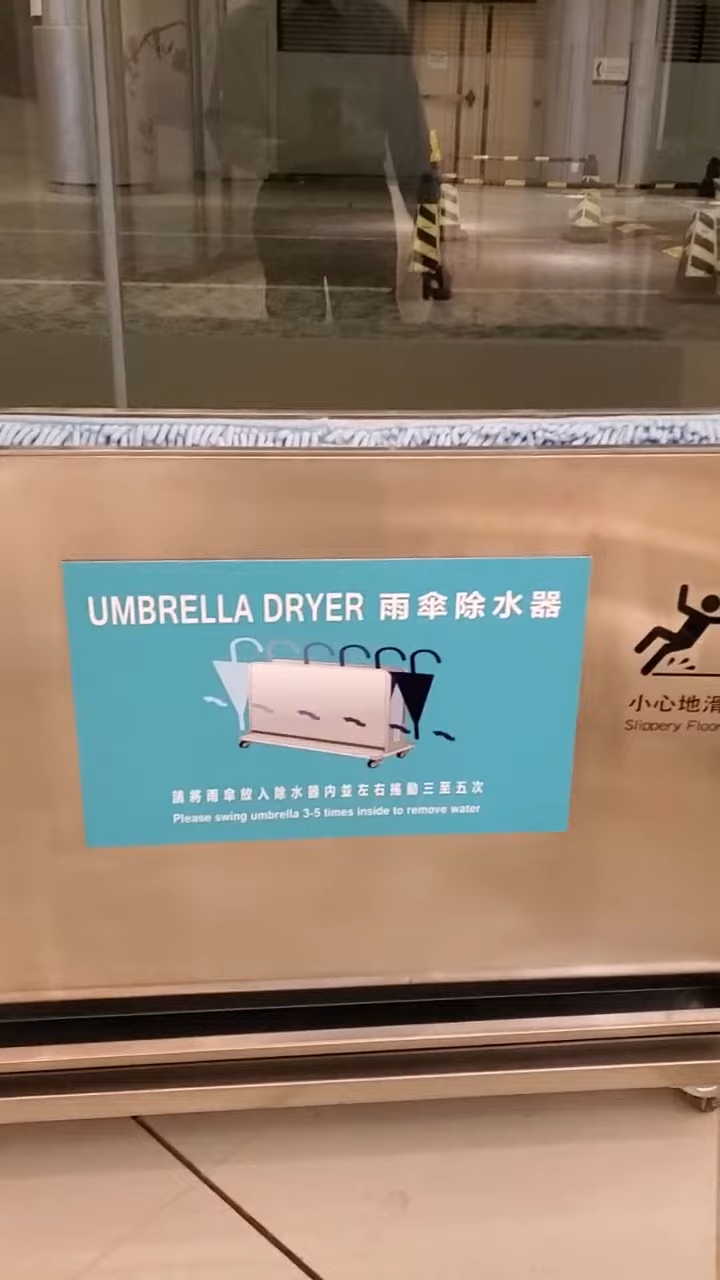 UMBRELLA DRYER 雨傘除水器
請將雨傘放入除水器內並左右搖動三至五次
Please swing umbrella 3-5 times inside to remove water
小心地滑
Slippery Floor